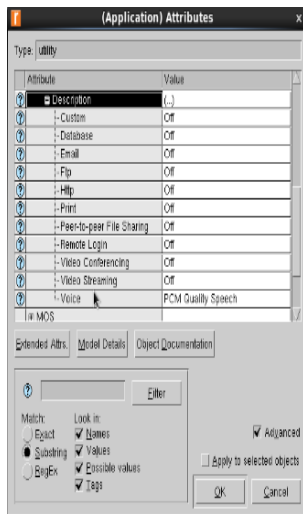 (Application) Attributes x
Type: utility
Attribute Value
Description (...)
Custom Off
Database Off
Email Off
Ftp Off
Http Off
Print Off
Peer-to-peer File Sharing Off
Remote Login Off
Video Conferencing Off
Video Streaming Off
Voice PCM Quality Speech
MOS
Extended Attrs. Model Details Object Documentation
Filter
Match: Look in:
Exact Names
Substring Values
RegEx Possible values
Tags
Advanced
Apply to selected objects
OK Cancel